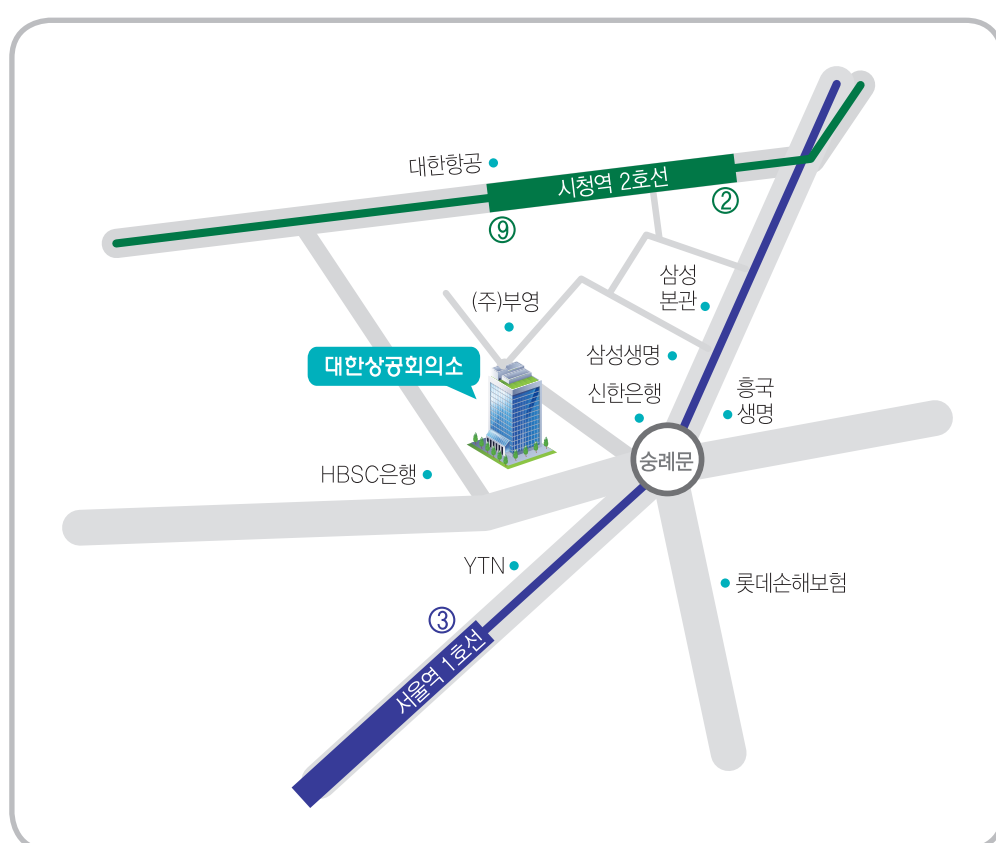 대한항공
시청역 2호선
②
⑨
삼성
본관
(주)부영
대한상공회의소
삼성생명
신한은행
흥국
생명
숭례문
HBSC은행
YTN
롯데손해보험
③
서울역 1호선